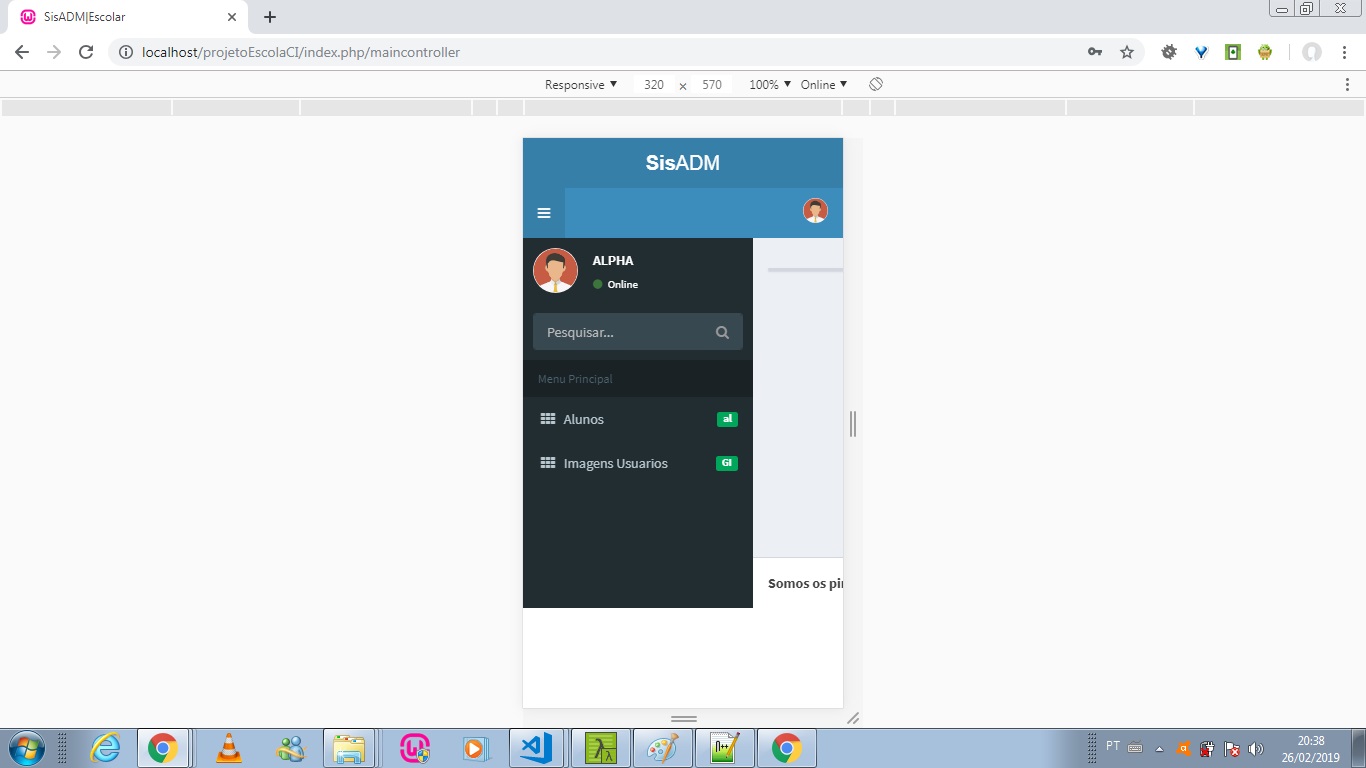 SisADM|Escolar
localhost/projetoEscolaCI/index.php/maincontroller
Responsive ▼ 320 × 570 100% ▼ Online ▼
SisADM
ALPHA
Online
Pesquisar...
Menu Principal
Alunos al
Imagens Usuarios GI
Somos os pi
PT 20:38
26/02/2019